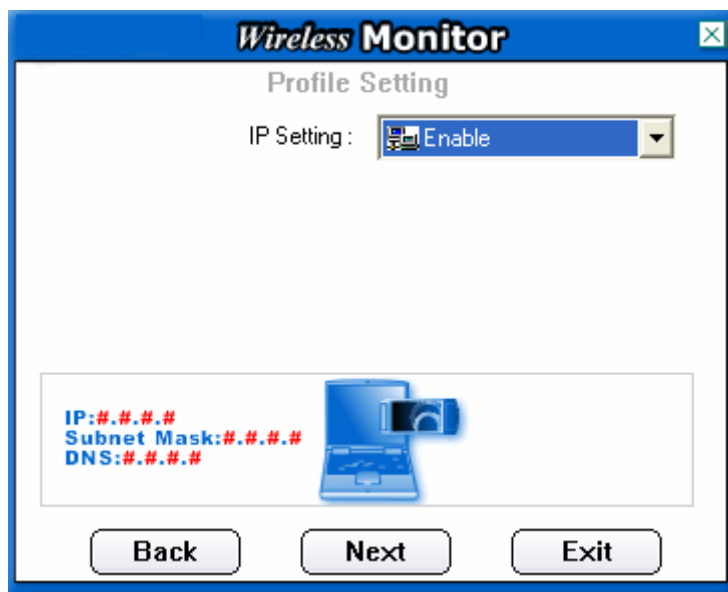 Wireless Monitor
Profile Setting
IP Setting : Enable
IP:#.#.#.#
Subnet Mask:#.#.#.#
DNS:#.#.#.#
Back Next Exit